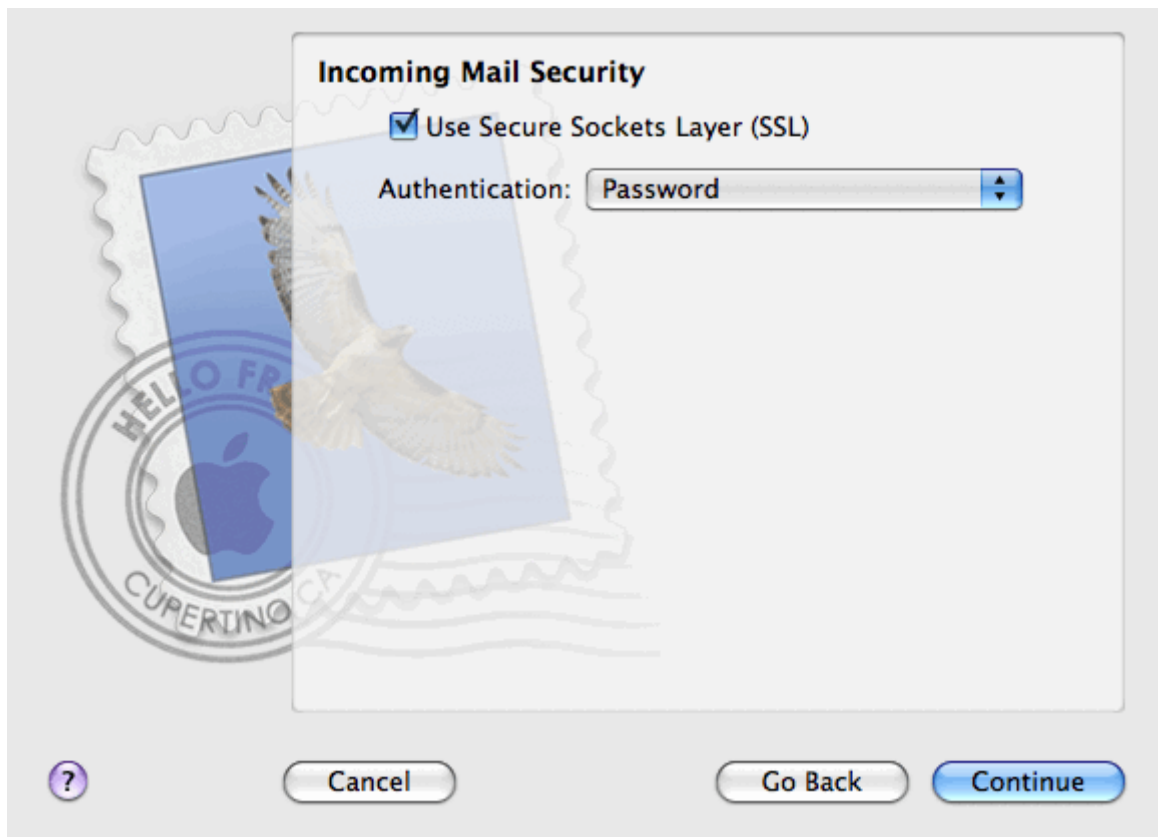 Incoming Mail Security
Use Secure Sockets Layer (SSL)
Authentication: Password
HELLO FR
CUPERTINO CA
?
Cancel
Go Back
Continue